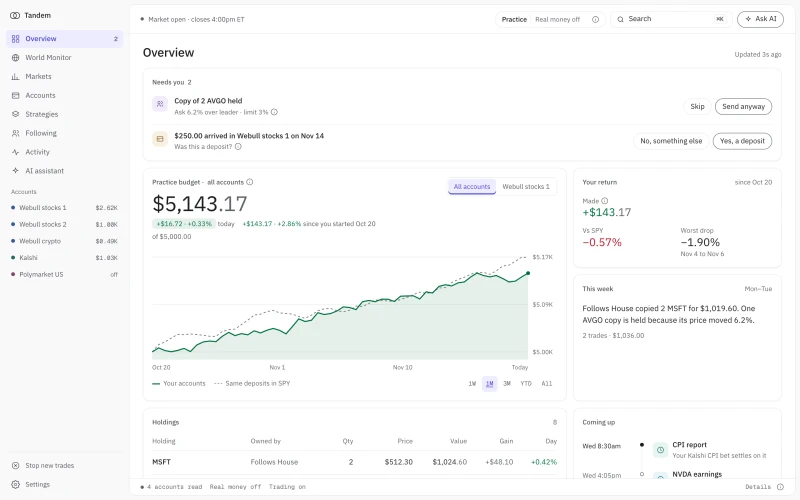 Tandem
Market open · closes 4:00pm ET
Practice Real money off
Search ⌘K
Ask AI
Overview 2
World Monitor
Markets
Accounts
Strategies
Following
Activity
AI assistant
Accounts
Webull stocks 1 $2.62K
Webull stocks 2 $1.00K
Webull crypto $0.49K
Kalshi $1.03K
Polymarket US off
Stop new trades
Settings
Overview
Updated 3s ago
Needs you 2
Copy of 2 AVGO held
Ask 6.2% over leader · limit 3%
Skip
Send anyway
$250.00 arrived in Webull stocks 1 on Nov 14
Was this a deposit?
No, something else
Yes, a deposit
Practice budget · all accounts
All accounts
Webull stocks 1
$5,143.17
+$16.72 · +0.33% today +$143.17 · +2.86% since you started Oct 20
of $5,000.00
$5.17K
$5.09K
$5.00K
Oct 20 Nov 1 Nov 10 Today
Your accounts Same deposits in SPY
1W 1M 3M YTD All
Your return since Oct 20
Made
+$143.17
Vs SPY Worst drop
−0.57% −1.90%
Nov 4 to Nov 6
This week Mon–Tue
Follows House copied 2 MSFT for $1,019.60. One
AVGO copy is held because its price moved 6.2%.
2 trades · $1,036.00
Holdings 8
Holding Owned by Qty Price Value Gain Day
MSFT Follows House 2 $512.30 $1,024.60 +$48.10 +0.42%
Coming up
Wed 8:30am CPI report
Your Kalshi CPI bet settles on it
Wed 4:05pm NVDA earnings
4 accounts read Real money off Trading on
Details